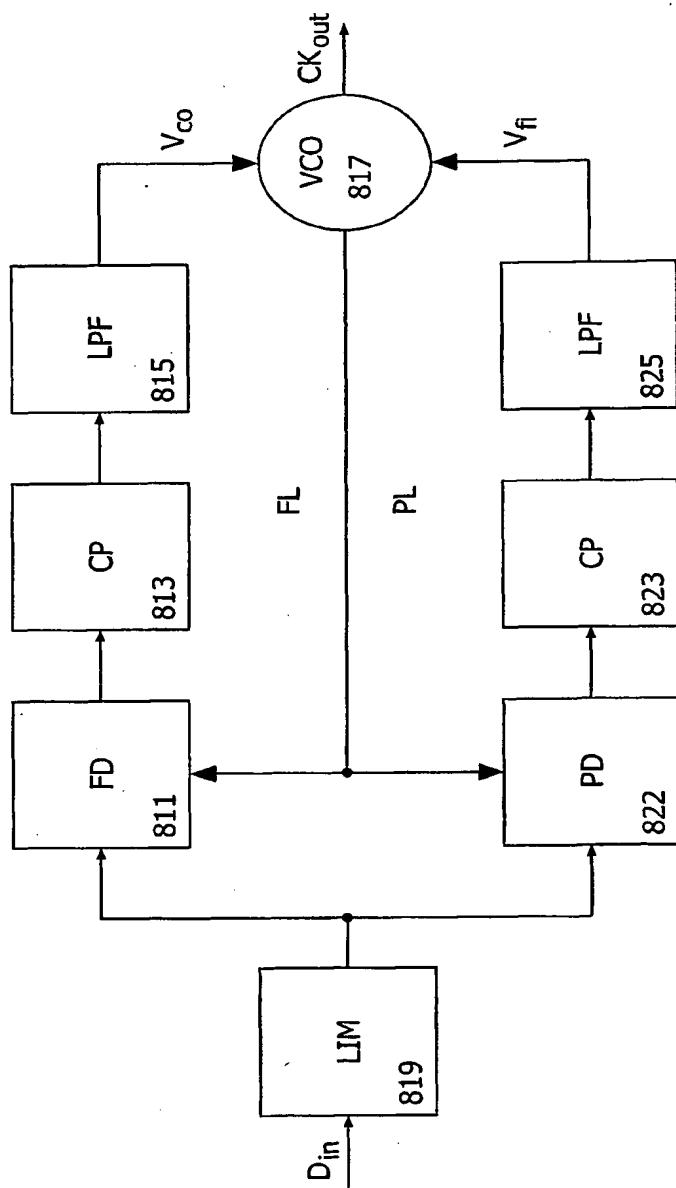 D_in
LIM
819
FD
811
CP
813
LPF
815
V_co
VCO
817
CK_out
FL
PL
PD
822
CP
823
LPF
825
V_fi